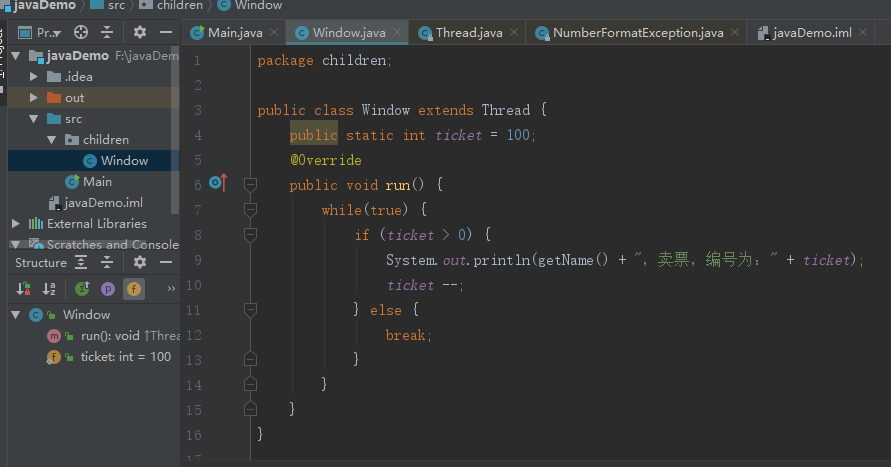 javaDemo src children Window
Pr..
Main.java Window.java Thread.java NumberFormatException.java javaDemo.iml
javaDemo F:\javaDem
.idea
out
src
children
Window
Main
javaDemo.iml
External Libraries
Scratches and Console
Structure
Window
run(): void ↑Threa
ticket: int = 100
1 package children;
2
3 public class Window extends Thread {
4 public static int ticket = 100;
5 @Override
6 public void run() {
7 while(true) {
8 if (ticket > 0) {
9 System.out.println(getName() + ", 卖票，编号为：" + ticket);
10 ticket --;
11 } else {
12 break;
13 }
14 }
15 }
16 }
17